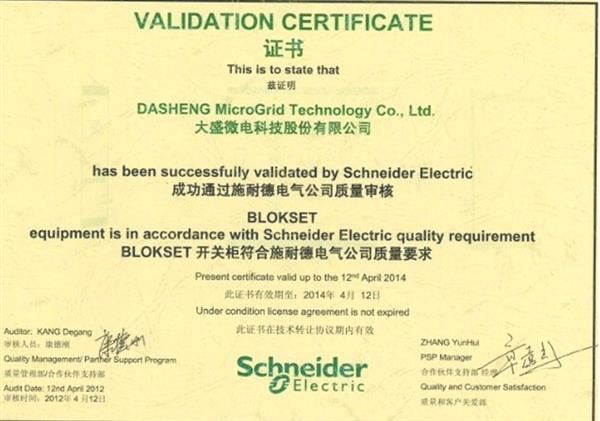 VALIDATION CERTIFICATE
证书
This is to state that
兹证明
DASHENG MicroGrid Technology Co., Ltd.
大盛微电科技股份有限公司
has been successfully validated by Schneider Electric
成功通过施耐德电气公司质量审核
BLOKSET
equipment is in accordance with Schneider Electric quality requirement
BLOKSET 开关柜符合施耐德电气公司质量要求
Present certificate valid up to the 12nd April 2014
此证书有效期至：2014年 4月 12日
Under condition license agreement is not expired
此证书在技术转让协议期内有效
Auditor: KANG Degang
审核人员：康德刚
Quality Management/ Partner Support Program
质量管理部/合作伙伴支持部
Audit Date: 12nd April 2012
审核时间：2012年 4月12日
Schneider
Electric
ZHANG YunHui
PSP Manager
合作伙伴支持部 经理
Quality and Customer Satisfaction
质量和客户关爱部